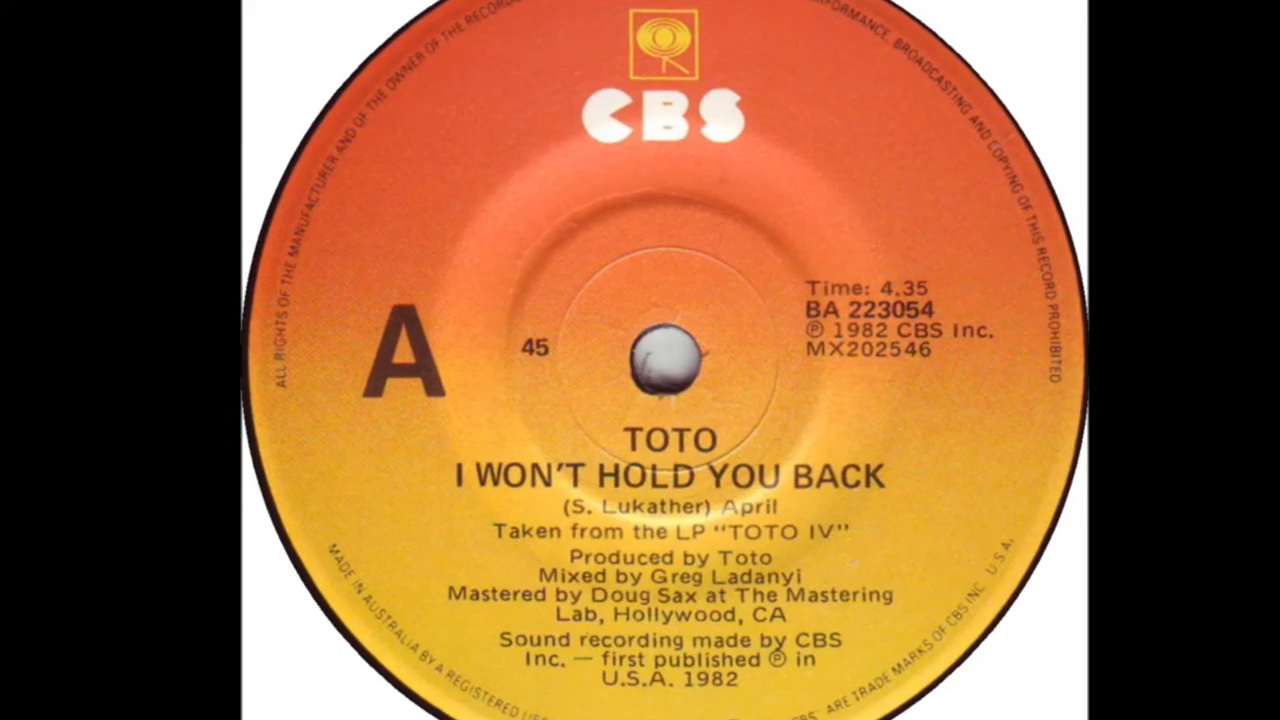 ALL RIGHTS OF THE MANUFACTURER AND OF THE OWNER OF THE
PERFORMANCE, BROADCASTING AND COPYING OF THIS RECORD PROHIBITED
CBS
Time: 4.35
BA 223054
℗ 1982 CBS Inc.
MX202546
A
45
TOTO
I WON'T HOLD YOU BACK
(S. Lukather) April
Taken from the LP "TOTO IV"
Produced by Toto
Mixed by Greg Ladanyi
Mastered by Doug Sax at The Mastering
Lab, Hollywood, CA
Sound recording made by CBS
Inc. — first published ℗ in
U.S.A. 1982
MADE IN AUSTRALIA BY A REGISTERED
ARE TRADE MARKS OF CBS INC. U.S.A.